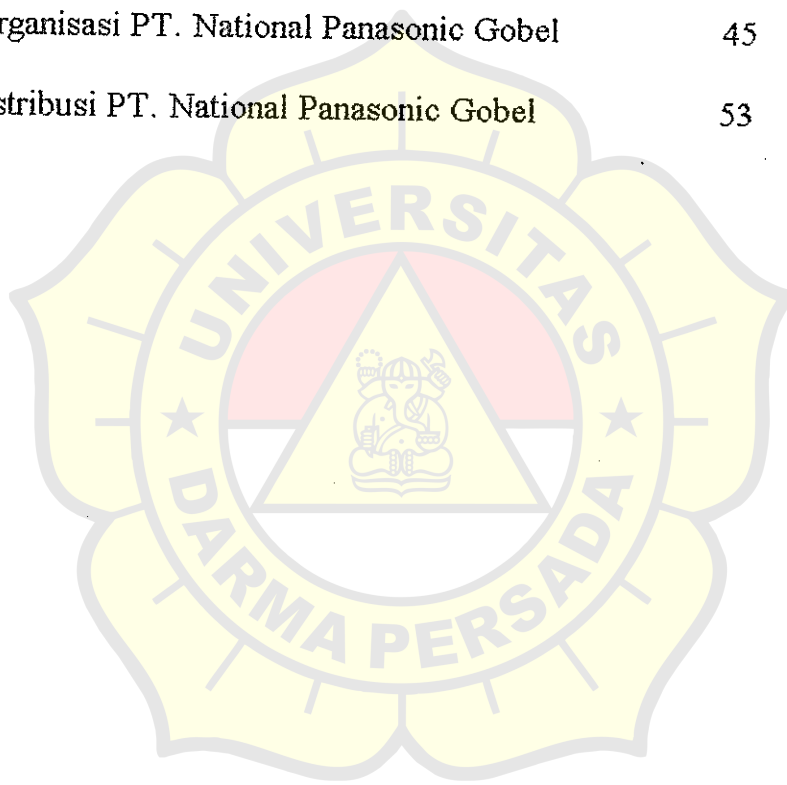 rganisasi PT. National Panasonic Gobel 45
stribusi PT. National Panasonic Gobel 53
UNIVERSITAS
DARMA PERSADA